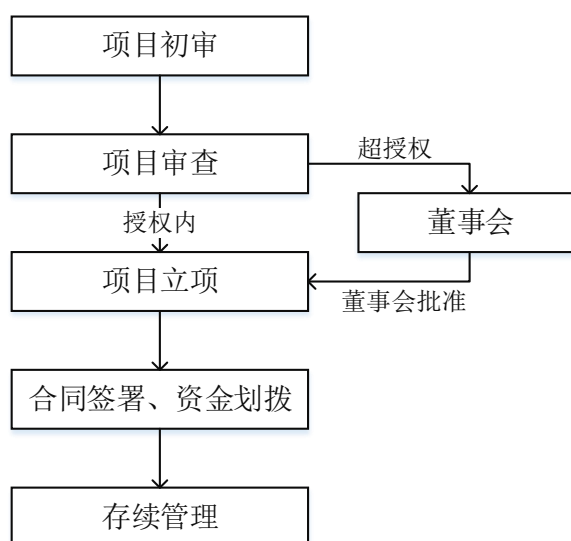 项目初审
项目审查
超授权
董事会
授权内
项目立项
董事会批准
合同签署、资金划拨
存续管理